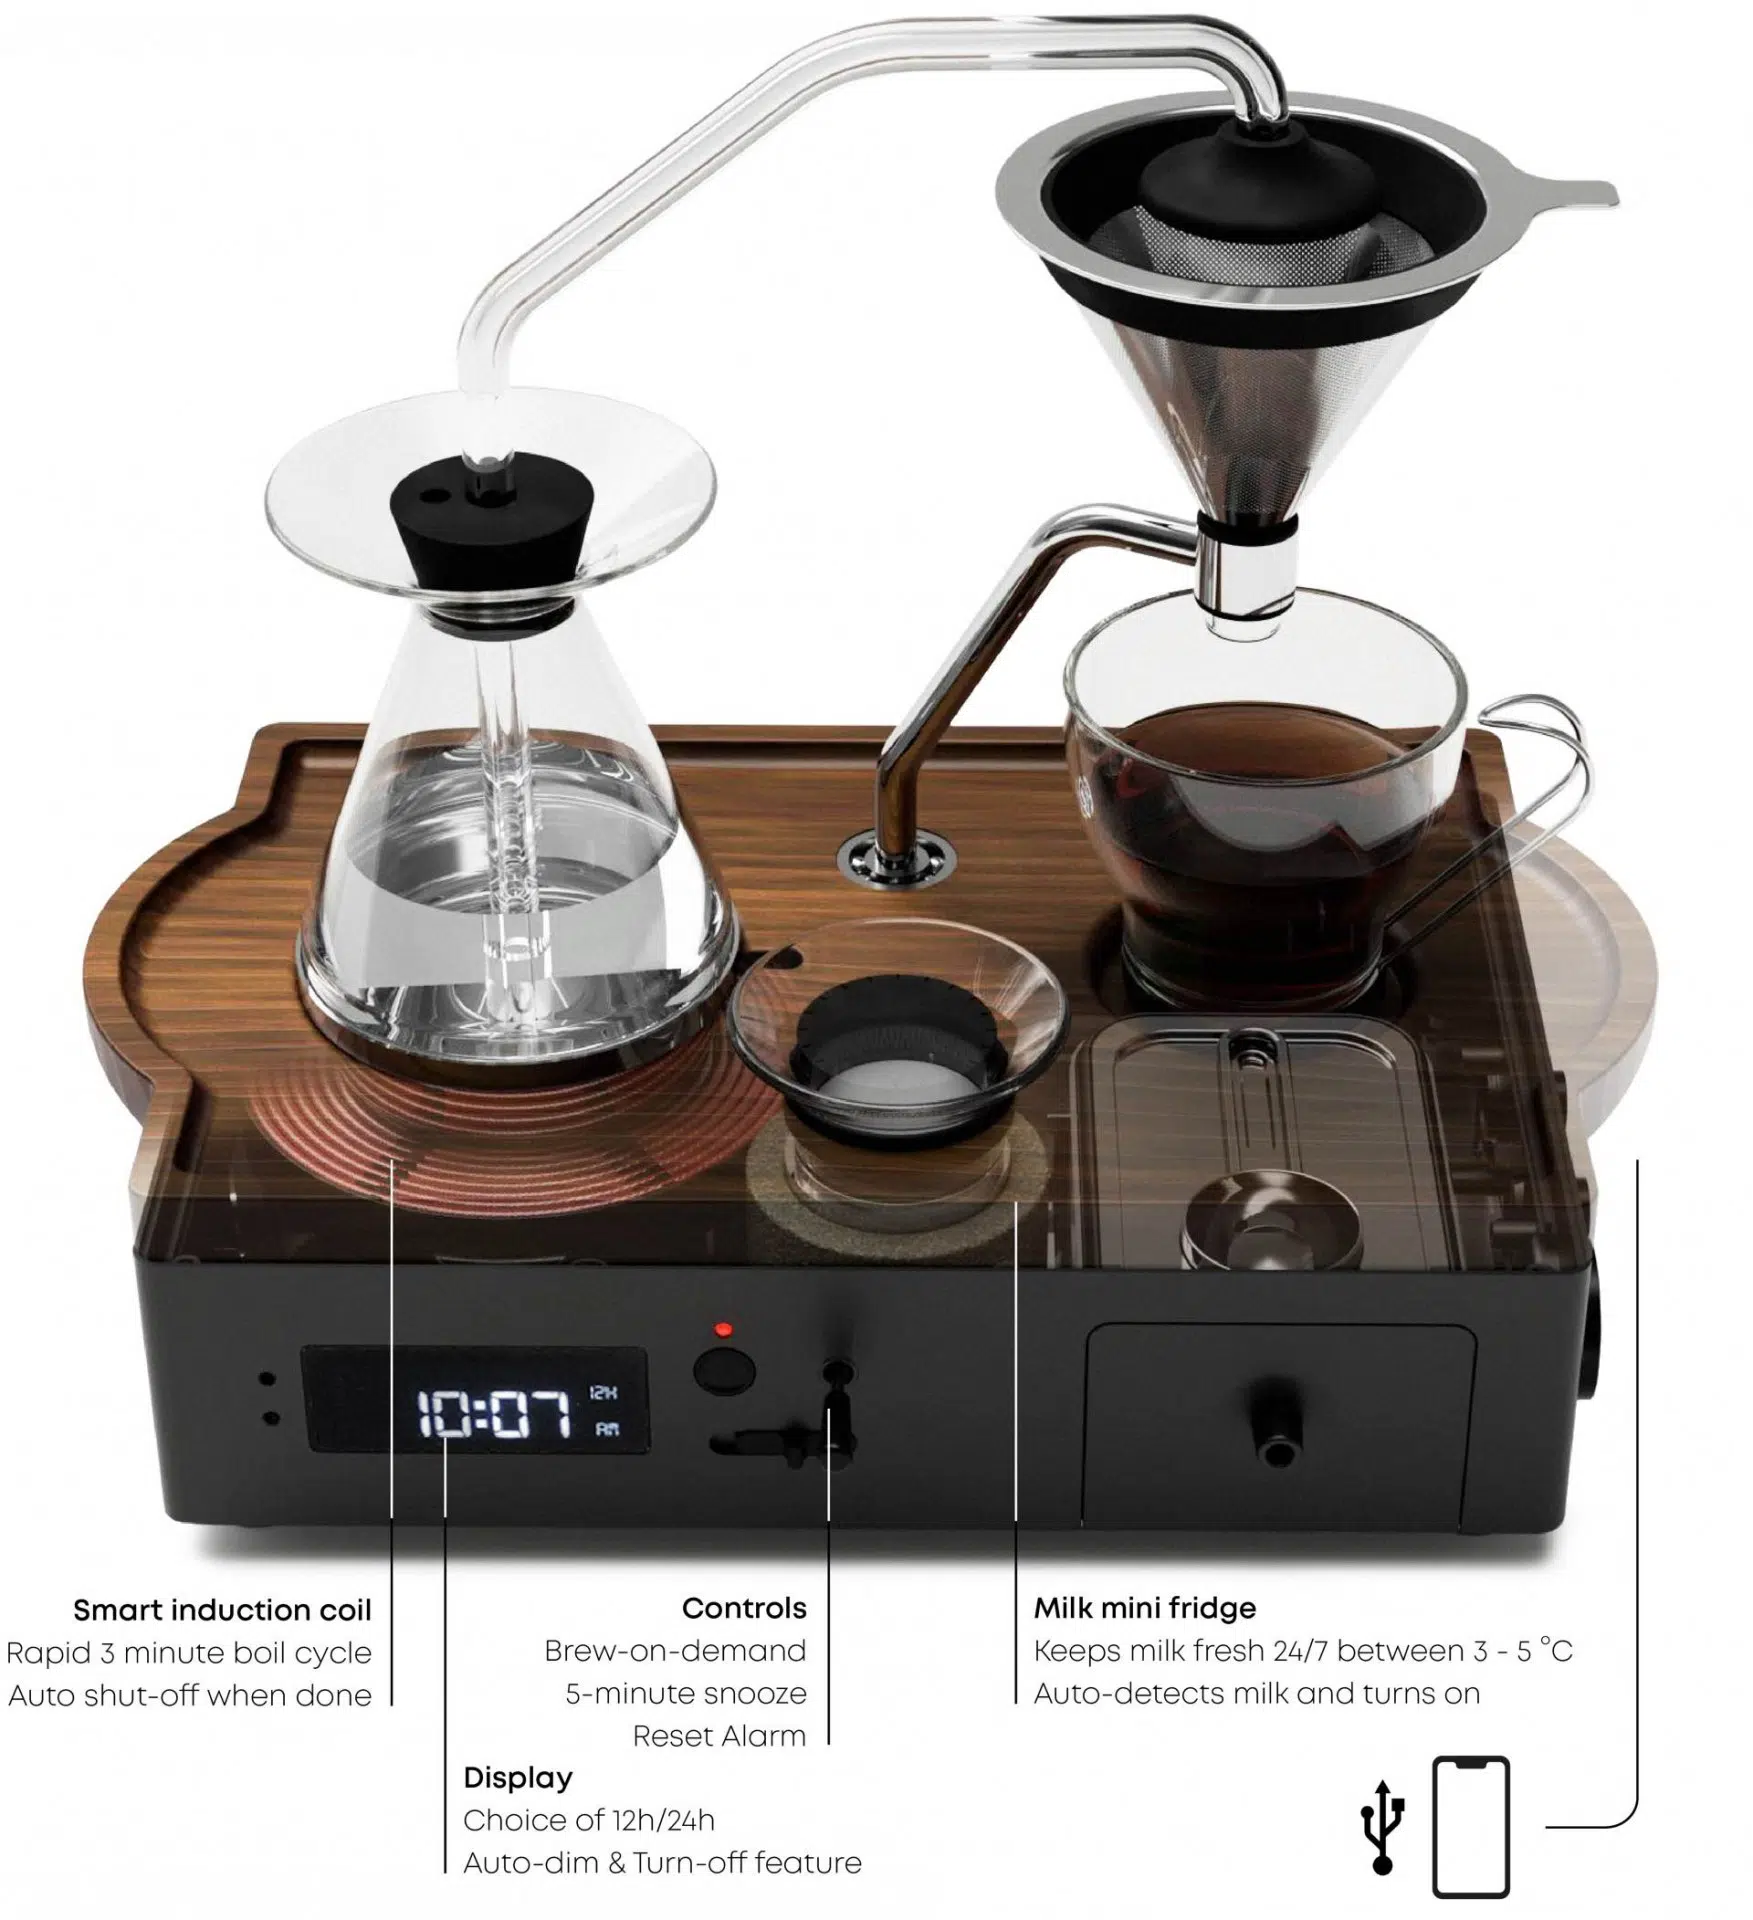 10:07
12H
AM
Smart induction coil
Rapid 3 minute boil cycle
Auto shut-off when done
Controls
Brew-on-demand
5-minute snooze
Reset Alarm
Milk mini fridge
Keeps milk fresh 24/7 between 3 - 5 °C
Auto-detects milk and turns on
Display
Choice of 12h/24h
Auto-dim & Turn-off feature